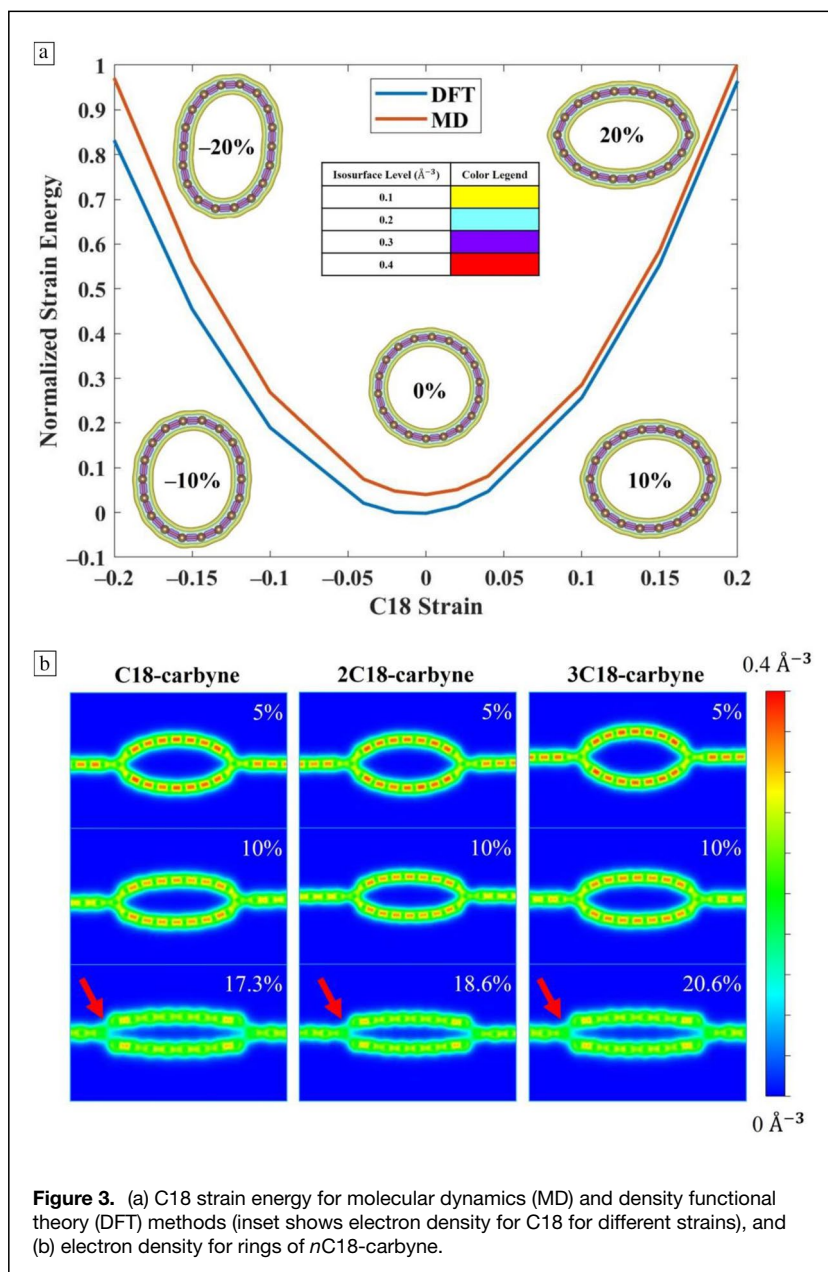 a
1
0.9
0.8
0.7
0.6
0.5
0.4
0.3
0.2
0.1
0
–0.1
Normalized Strain Energy
–0.2 –0.15 –0.1 –0.05 0 0.05 0.1 0.15 0.2
C18 Strain
DFT
MD
–20%
20%
Isosurface Level (Å⁻³) Color Legend
0.1
0.2
0.3
0.4
0%
–10%
10%
b
C18-carbyne 2C18-carbyne 3C18-carbyne
0.4 Å⁻³
5% 5% 5%
10% 10% 10%
17.3% 18.6% 20.6%
0 Å⁻³
Figure 3. (a) C18 strain energy for molecular dynamics (MD) and density functional
theory (DFT) methods (inset shows electron density for C18 for different strains), and
(b) electron density for rings of nC18-carbyne.